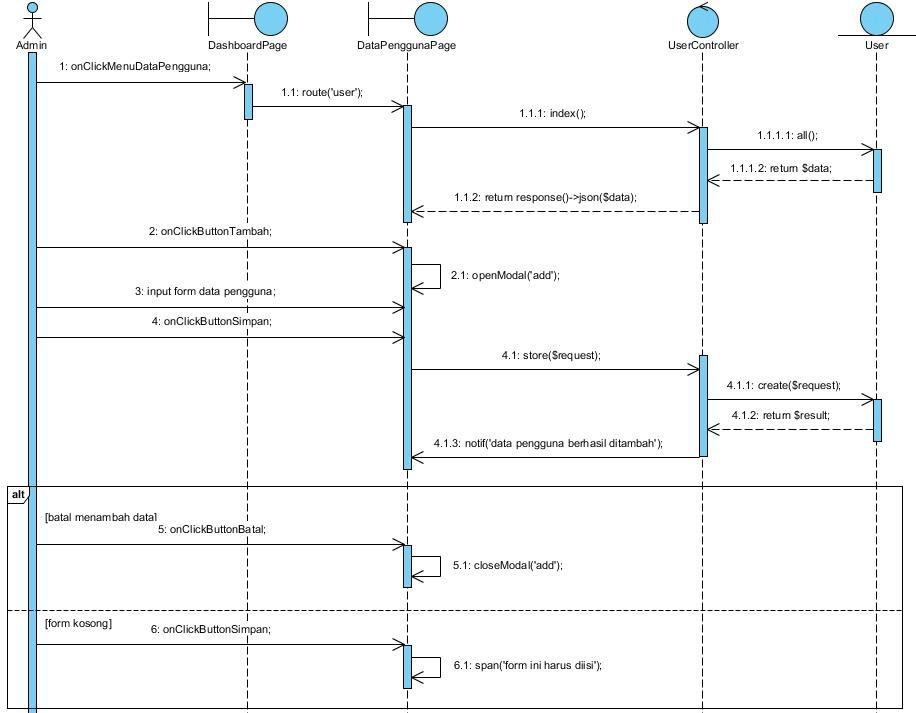 Admin
DashboardPage
DataPenggunaPage
UserController
User
1: onClickMenuDataPengguna;
1.1: route('user');
1.1.1: index();
1.1.1.1: all();
1.1.1.2: return $data;
1.1.2: return response()->json($data);
2: onClickButtonTambah;
2.1: openModal('add');
3: input form data pengguna;
4: onClickButtonSimpan;
4.1: store($request);
4.1.1: create($request);
4.1.2: return $result;
4.1.3: notif('data pengguna berhasil ditambah');
alt
[batal menambah data]
5: onClickButtonBatal;
5.1: closeModal('add');
[form kosong]
6: onClickButtonSimpan;
6.1: span('form ini harus diisi');